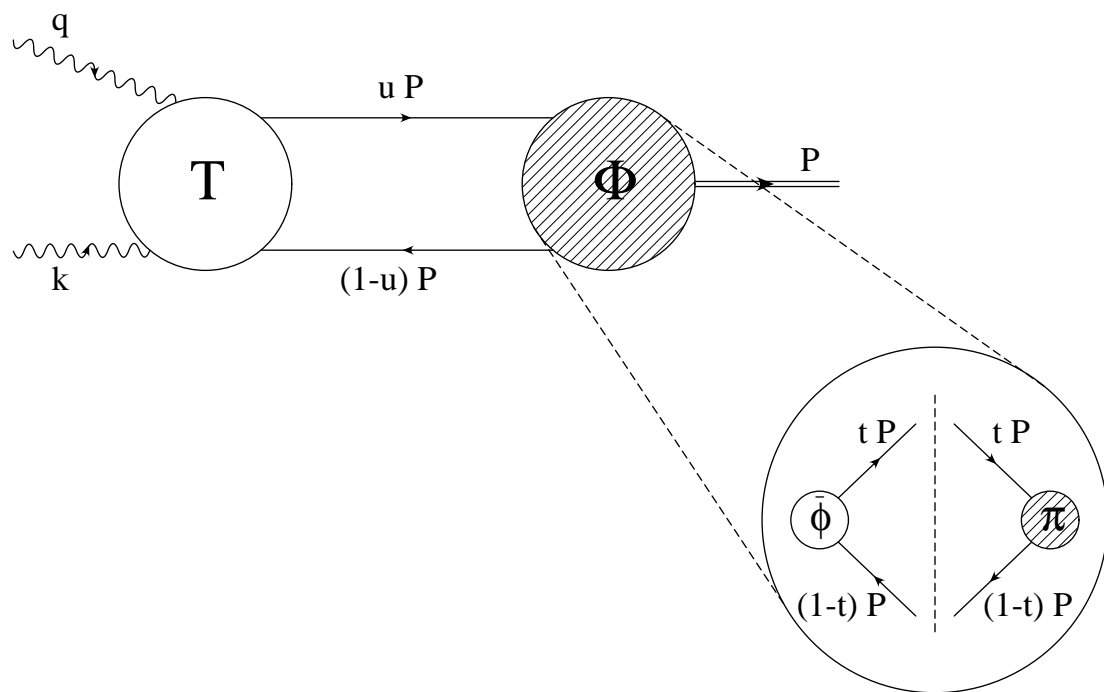 q
u P
P
T
Φ
k
(1-u) P
t P
t P
ϕ̄
π
(1-t) P
(1-t) P